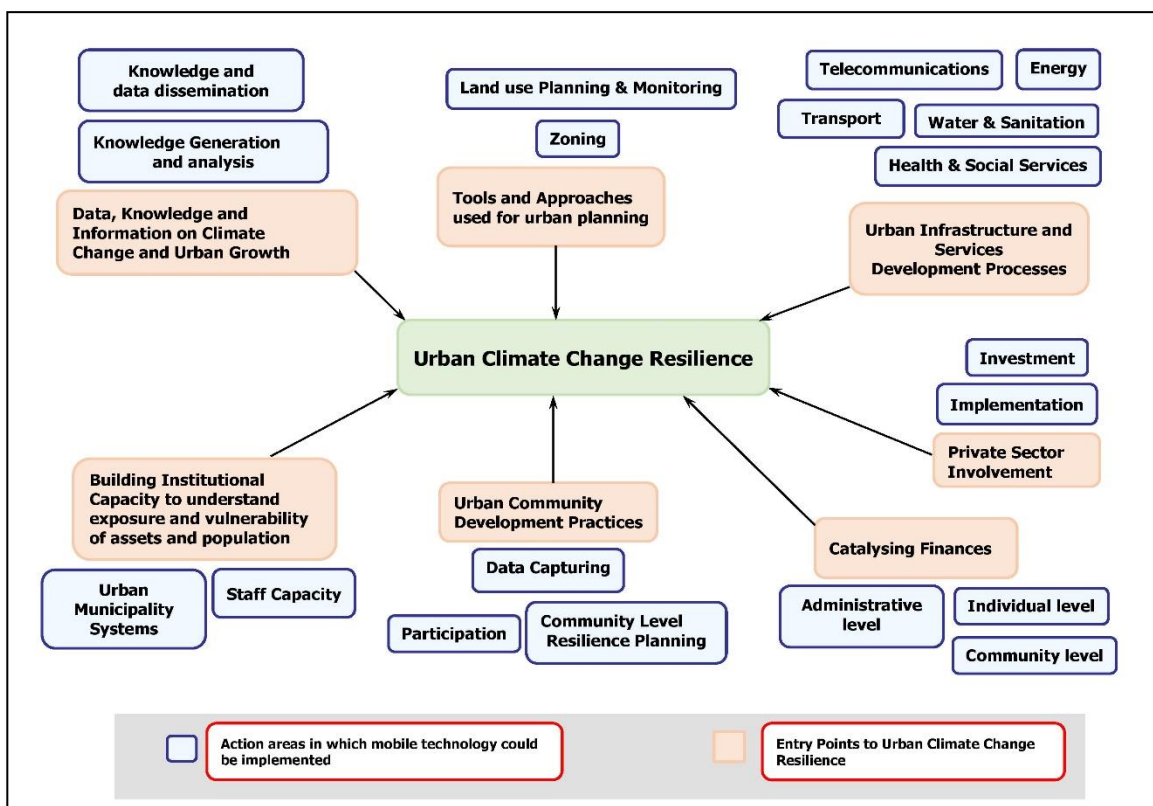 Knowledge and
data dissemination
Knowledge Generation
and analysis
Data, Knowledge and
Information on Climate
Change and Urban Growth
Land use Planning & Monitoring
Zoning
Tools and Approaches
used for urban planning
Telecommunications
Energy
Transport
Water & Sanitation
Health & Social Services
Urban Infrastructure and
Services
Development Processes
Urban Climate Change Resilience
Investment
Implementation
Private Sector
Involvement
Building Institutional
Capacity to understand
exposure and vulnerability
of assets and population
Urban
Municipality
Systems
Staff Capacity
Urban Community
Development Practices
Data Capturing
Participation
Community Level
Resilience Planning
Catalysing Finances
Administrative
level
Individual level
Community level
Action areas in which mobile technology could
be implemented
Entry Points to Urban Climate Change
Resilience